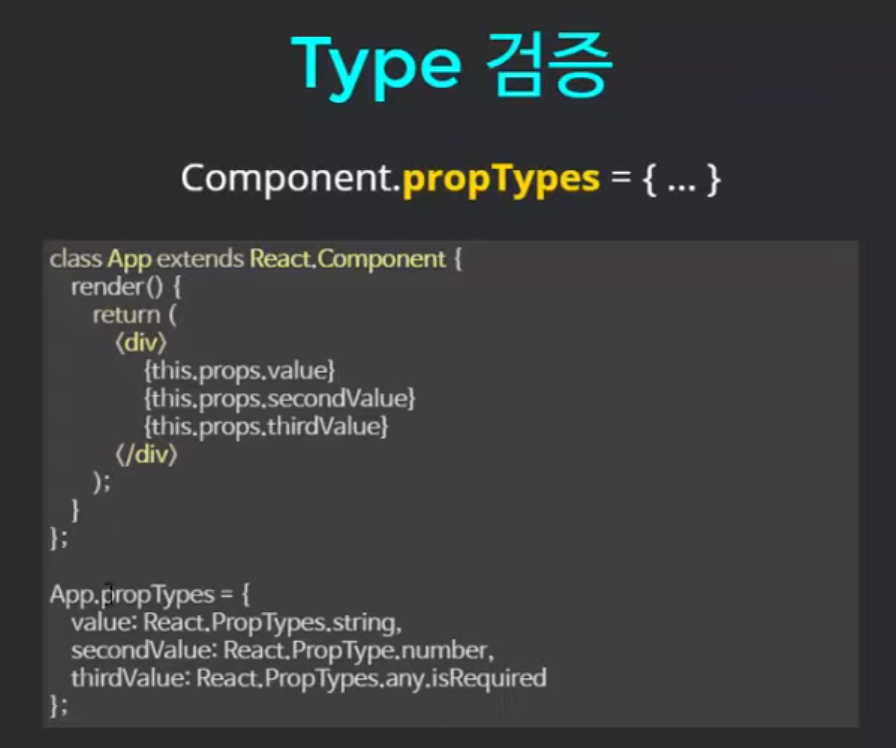 Type 검증
Component.propTypes = { ... }
class App extends React.Component {
render() {
return (
<div>
{this.props.value}
{this.props.secondValue}
{this.props.thirdValue}
</div>
);
}
};
App.propTypes = {
value: React.PropTypes.string,
secondValue: React.PropType.number,
thirdValue: React.PropTypes.any.isRequired
};